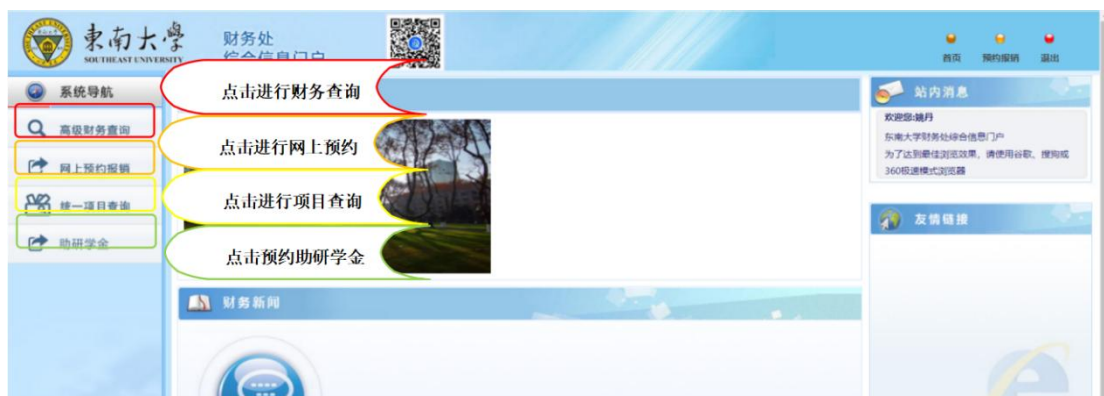 東南大學
SOUTHEAST UNIVERSITY
财务处
综合信息门户
首页 预约报销 退出
系统导航
高级财务查询
网上预约报销
统一项目查询
助研学金
点击进行财务查询
点击进行网上预约
点击进行项目查询
点击预约助研学金
财务新闻
站内消息
欢迎您:姚丹
东南大学财务处综合信息门户
为了达到最佳浏览效果，请使用谷歌、搜狗或
360极速模式浏览器
友情链接